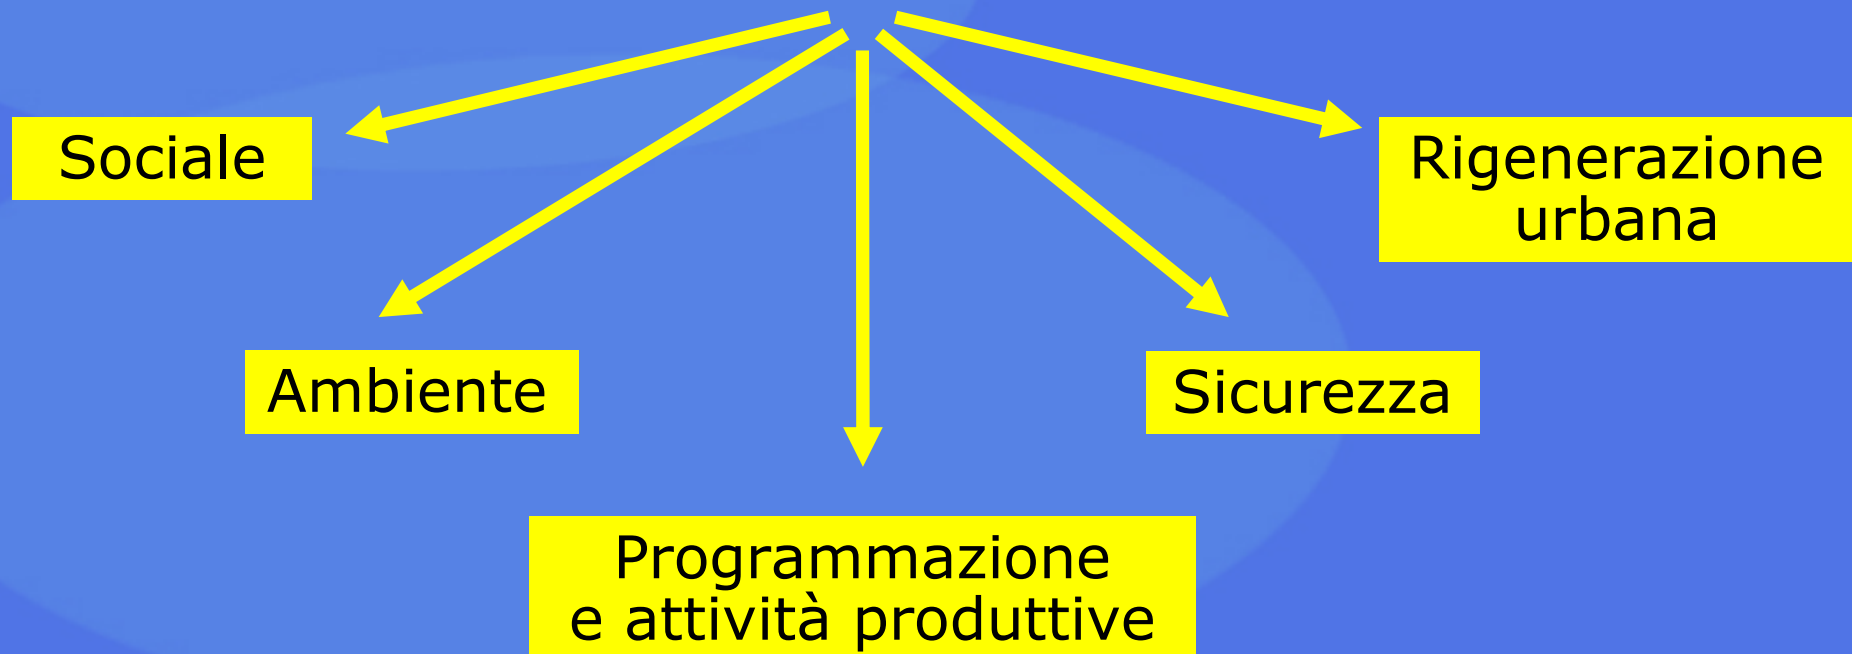 Sociale
Rigenerazione
urbana
Ambiente
Sicurezza
Programmazione
e attività produttive